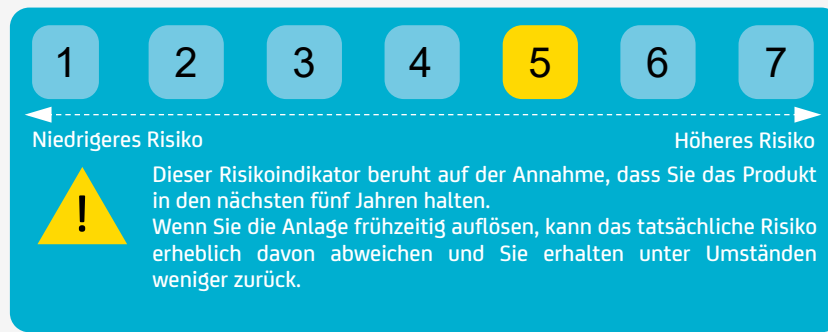 1 2 3 4 5 6 7
Niedrigeres Risiko Höheres Risiko
Dieser Risikoindikator beruht auf der Annahme, dass Sie das Produkt
in den nächsten fünf Jahren halten.
Wenn Sie die Anlage frühzeitig auflösen, kann das tatsächliche Risiko
erheblich davon abweichen und Sie erhalten unter Umständen
weniger zurück.
!